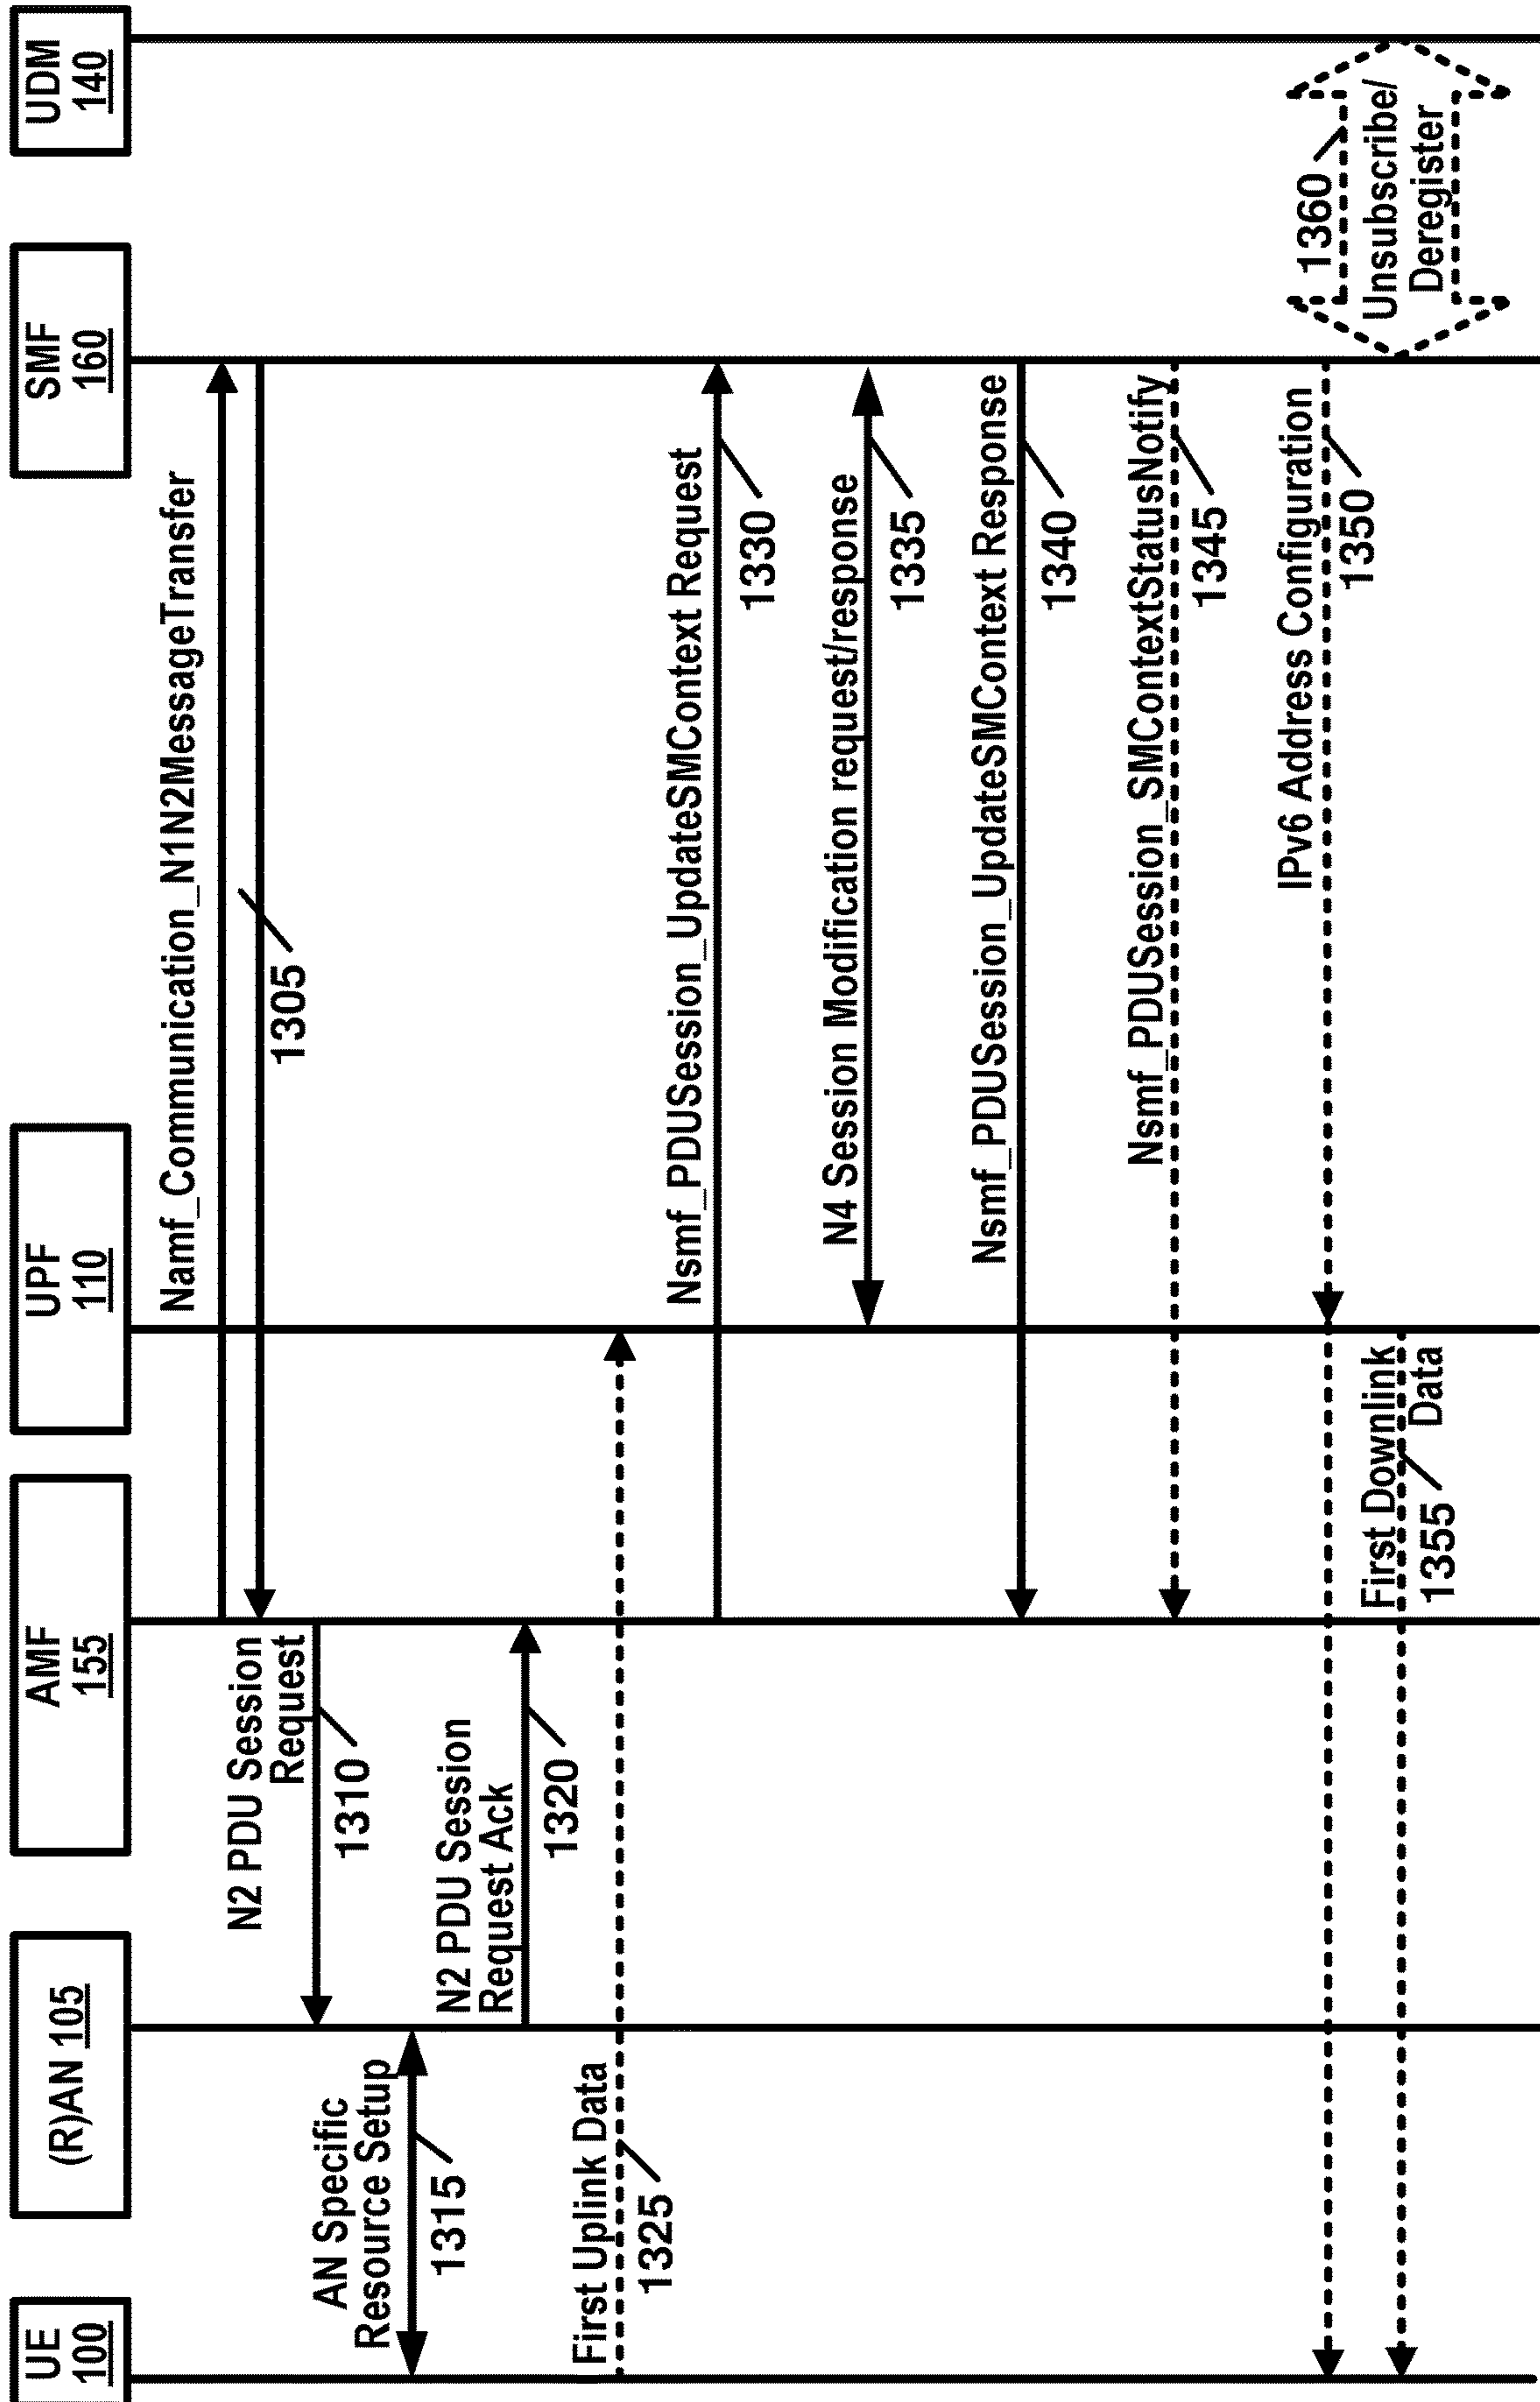 UE
100
(R)AN 105
AMF
155
UPF
110
SMF
160
UDM
140
Namf_Communication_N1N2MessageTransfer
1305
N2 PDU Session
Request
1310
AN Specific
Resource Setup
1315
N2 PDU Session
Request Ack
1320
First Uplink Data
1325
Nsmf_PDUSession_UpdateSMContext Request
1330
N4 Session Modification request/response
1335
Nsmf_PDUSession_UpdateSMContext Response
1340
Nsmf_PDUSession_SMContextStatusNotify
1345
IPv6 Address Configuration
1350
First Downlink
Data
1355
1360
Unsubscribe/
Deregister